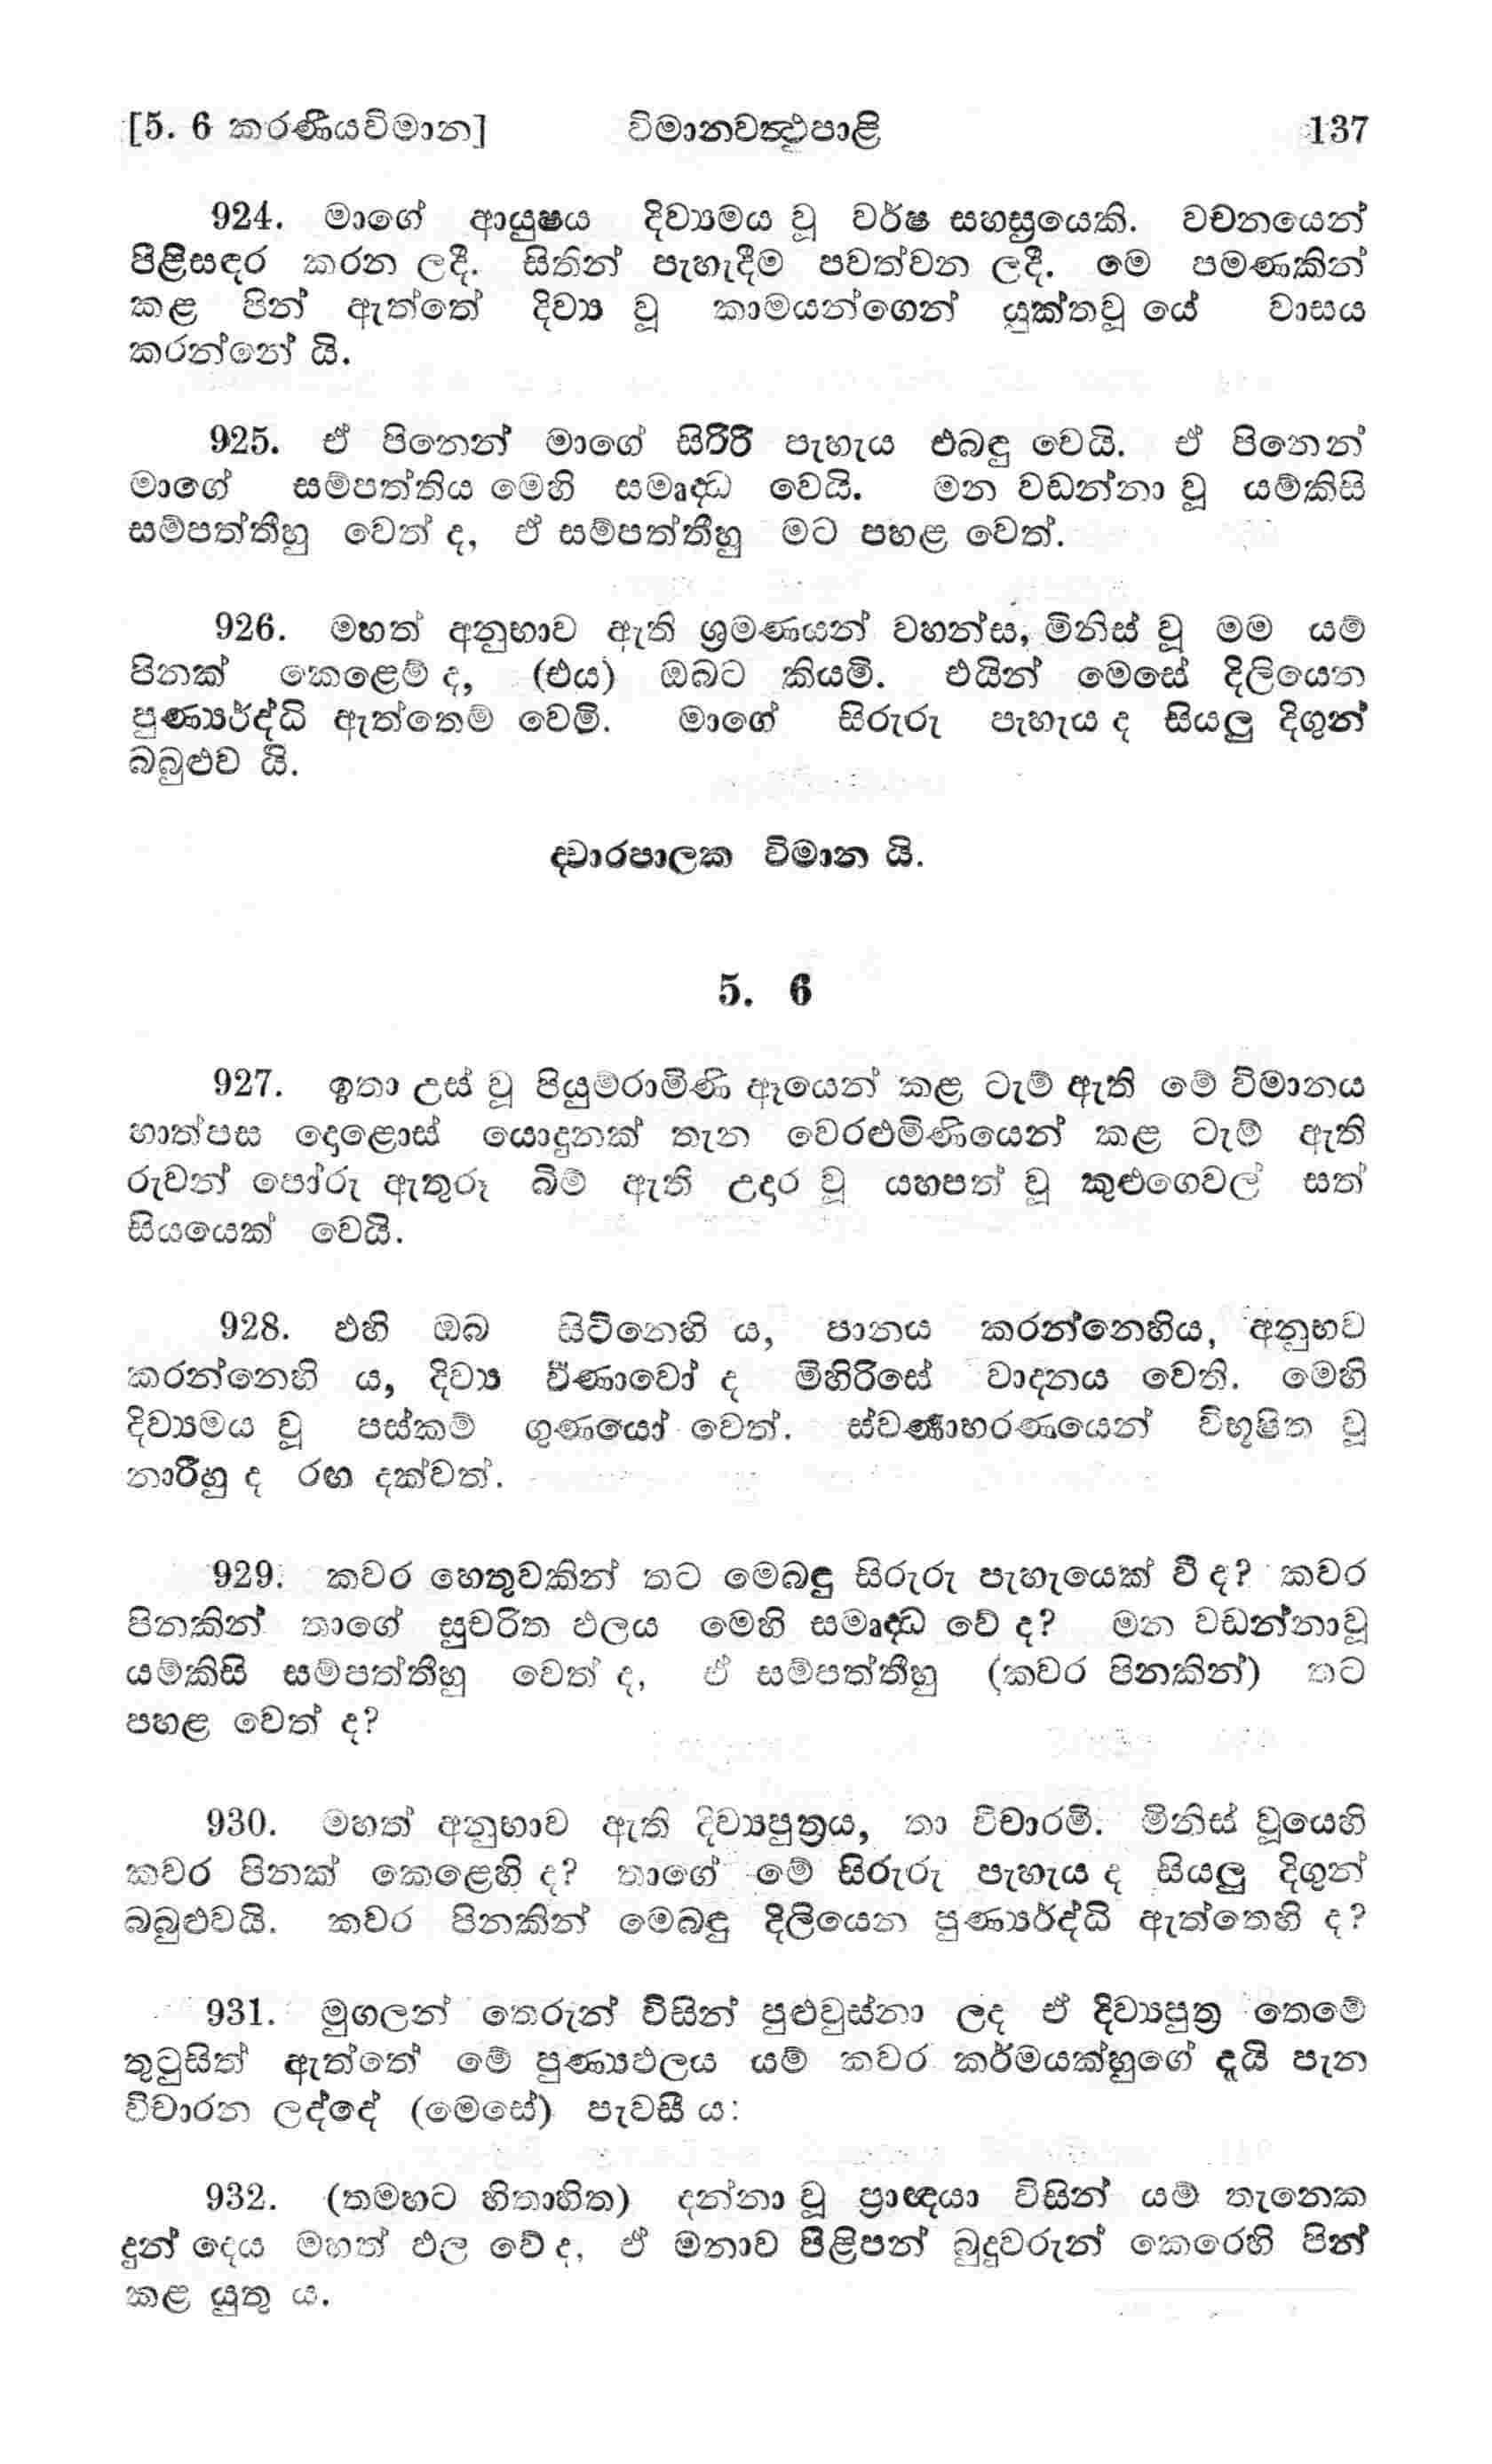 [5. 6 කරණීයවිමාන] විමානවත්‍ථුපාළි 137
924. මාගේ ආයුෂය දිව්‍යමය වූ වර්ෂ සහස්‍රයෙකි. වචනයෙන්
පිළිසඳර කරන ලදී. සිතින් පැහැදීම පවත්වන ලදී. මෙ පමණකින්
කළ පින් ඇත්තේ දිව්‍ය වූ කාමයන්ගෙන් යුක්තවූ යේ වාසය
කරන්නේ යි.
925. ඒ පිනෙන් මාගේ සිරිරි පැහැය එබඳු වෙයි. ඒ පිනෙන්
මාගේ සම්පත්තිය මෙහි සමෘද්‍ධ වෙයි. මන වඩන්නා වූ යම්කිසි
සම්පත්තීහු වෙත් ද, ඒ සම්පත්තීහු මට පහළ වෙත්.
926. මහත් අනුභාව ඇති ශ්‍රමණයන් වහන්ස, මිනිස් වූ මම යම්
පිනක් කෙළෙම් ද, (එය) ඔබට කියමි. එයින් මෙසේ දිලියෙන
පුණ්‍යර්ද්ධි ඇත්තෙම් වෙමි. මාගේ සිරුරු පැහැය ද සියලු දිගුන්
බබුළුව යි.
ද්‍වාරපාලක විමාන යි.
5. 6
927. ඉතා උස් වූ පියුම්රාමිණි ඈයෙන් කළ ටැම් ඇති මේ විමානය
හාත්පස දොළොස් යොදුනක් තැන වෙරළුමිණියෙන් කළ ටැම් ඇති
රුවන් පෝරු ඇතුරූ බිම් ඇති උදාර වූ යහපත් වූ කුළුගෙවල් සත්
සියයෙක් වෙයි.
928. එහි ඔබ සිටිනෙහි ය, පානය කරන්නෙහිය, අනුභව
කරන්නෙහි ය, දිව්‍ය වීණාවෝ ද මිහිරිසේ වාදනය වෙති. මෙහි
දිව්‍යමය වූ පස්කම් ගුණයෝ වෙත්. ස්වර්‍ණාභරණයෙන් විභූෂිත වූ
නාරීහු ද රඟ දක්වත්.
929. කවර හෙතුවකින් තට මෙබඳු සිරුරු පැහැයෙක් වී ද? කවර
පිනකින් තාගේ සුචරිත ඵලය මෙහි සමෘද්‍ධ වේ ද? මන වඩන්නාවූ
යම්කිසි සම්පත්තීහු වෙත් ද, ඒ සම්පත්තීහු (කවර පිනකින්) තට
පහළ වෙත් ද?
930. මහත් අනුභාව ඇති දිව්‍යපුත්‍රය, තා විචාරමි. මිනිස් වූයෙහි
කවර පිනක් කෙළෙහි ද? තාගේ මේ සිරුරු පැහැය ද සියලු දිගුන්
බබුළුවයි. කවර පිනකින් මෙබඳු දිලියෙන පුණ්‍යර්ද්ධි ඇත්තෙහි ද?
931. මුගලන් තෙරුන් විසින් පුළුවුස්නා ලද ඒ දිව්‍යපුත්‍ර තෙමේ
තුටුසිත් ඇත්තේ මේ පුණ්‍යඵලය යම් කවර කර්මයක්හුගේ දැයි පැන
විචාරන ලද්දේ (මෙසේ) පැවසී ය:
932. (තමහට හිතාහිත) දන්නා වූ ප්‍රාඥයා විසින් යම් තැනෙක
දුන් දෙය මහත් ඵල වේ ද, ඒ මනාව පිළිපන් බුදුවරුන් කෙරෙහි පින්
කළ යුතු ය.